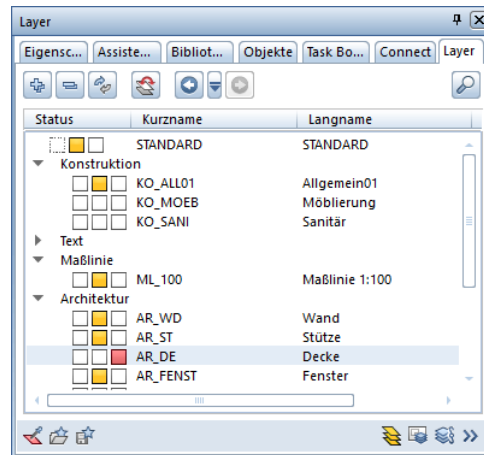 Layer
Eigensc... Assiste... Bibliot... Objekte Task Bo... Connect Layer
Status Kurzname Langname
STANDARD STANDARD
Konstruktion
KO_ALL01 Allgemein01
KO_MOEB Möblierung
KO_SANI Sanitär
Text
Maßlinie
ML_100 Maßlinie 1:100
Architektur
AR_WD Wand
AR_ST Stütze
AR_DE Decke
AR_FENST Fenster